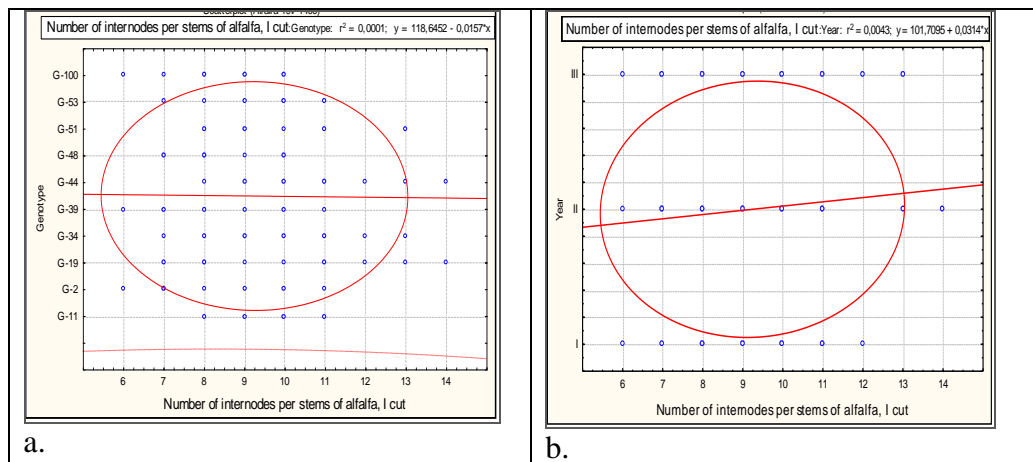 Number of internodes per stems of alfalfa, I cut:Genotype: r² = 0,0001; y = 118,6452 - 0,0157*x
G-100
G-53
G-51
G-48
G-44
G-39
G-34
G-19
G-2
G-11
Genotype
6 7 8 9 10 11 12 13 14
Number of internodes per stems of alfalfa, I cut
a.
Number of internodes per stems of alfalfa, I cut:Year: r² = 0,0043; y = 101,7095 + 0,0314*x
III
II
I
Year
6 7 8 9 10 11 12 13 14
Number of internodes per stems of alfalfa, I cut
b.